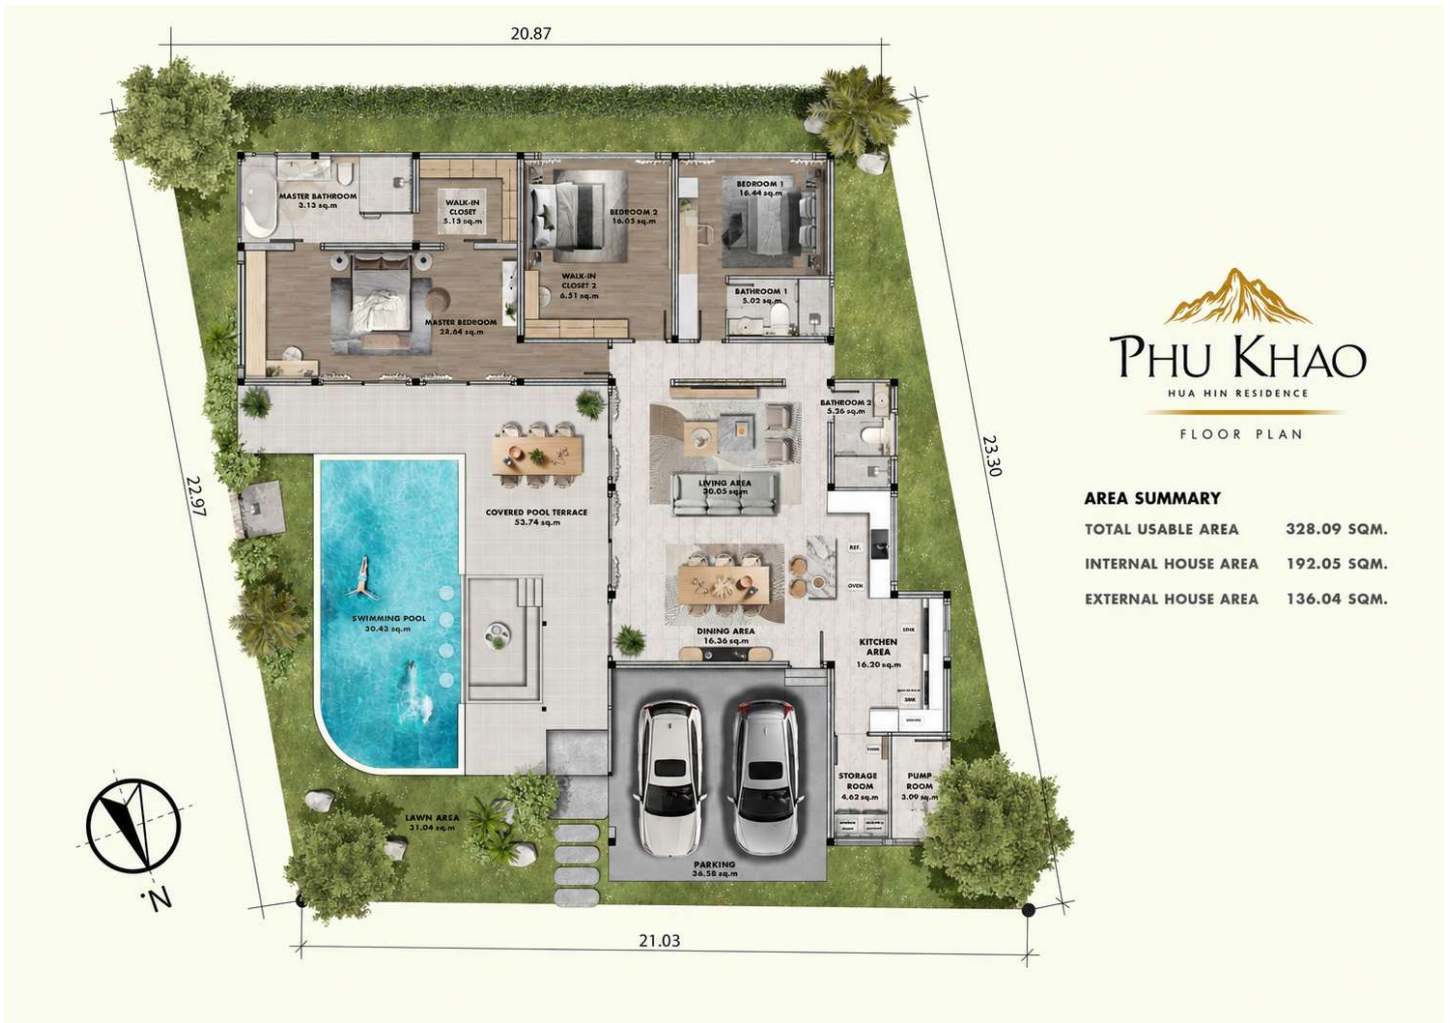 20.87
MASTER BATHROOM
3.13 sq.m
WALK-IN
CLOSET
5.15 sq.m
BEDROOM 2
16.05 sq.m
BEDROOM 1
16.44 sq.m
WALK-IN
CLOSET 2
6.51 sq.m
BATHROOM 1
5.02 sq.m
MASTER BEDROOM
28.64 sq.m
BATHROOM 2
5.26 sq.m
LIVING AREA
30.05 sq.m
COVERED POOL TERRACE
53.74 sq.m
REF.
OVEN
SWIMMING POOL
30.43 sq.m
DINING AREA
16.36 sq.m
KITCHEN
AREA
16.20 sq.m
STORAGE
ROOM
4.62 sq.m
PUMP
ROOM
3.09 sq.m
LAWN AREA
31.04 sq.m
PARKING
36.58 sq.m
22.97
23.30
21.03
N.
PHU KHAO
HUA HIN RESIDENCE
FLOOR PLAN
AREA SUMMARY
TOTAL USABLE AREA 328.09 SQM.
INTERNAL HOUSE AREA 192.05 SQM.
EXTERNAL HOUSE AREA 136.04 SQM.